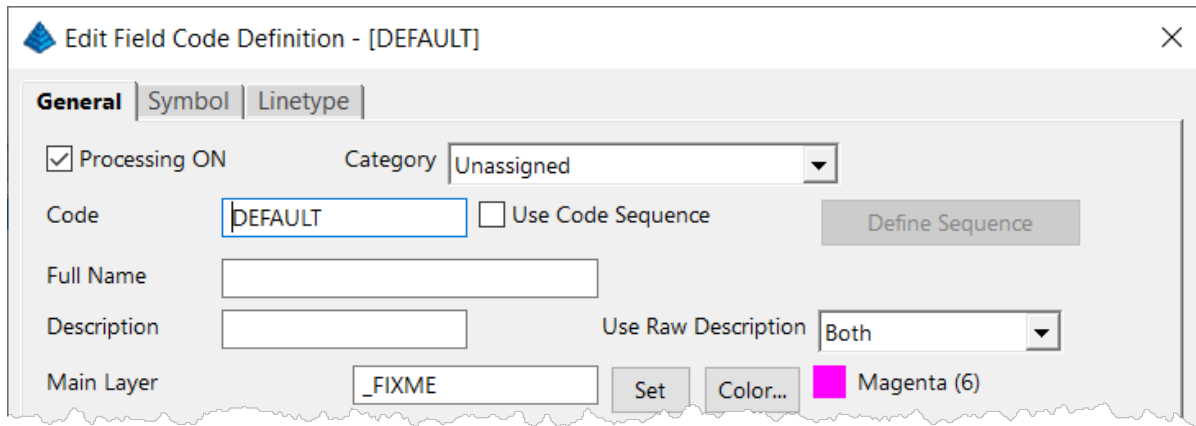 Edit Field Code Definition - [DEFAULT]
General Symbol Linetype
Processing ON Category Unassigned
Code DEFAULT Use Code Sequence Define Sequence
Full Name
Description Use Raw Description Both
Main Layer _FIXME Set Color... Magenta (6)